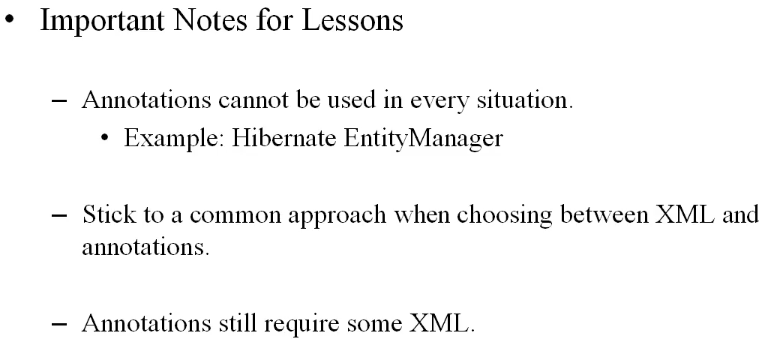 • Important Notes for Lessons
– Annotations cannot be used in every situation.
• Example: Hibernate EntityManager
– Stick to a common approach when choosing between XML and
annotations.
– Annotations still require some XML.